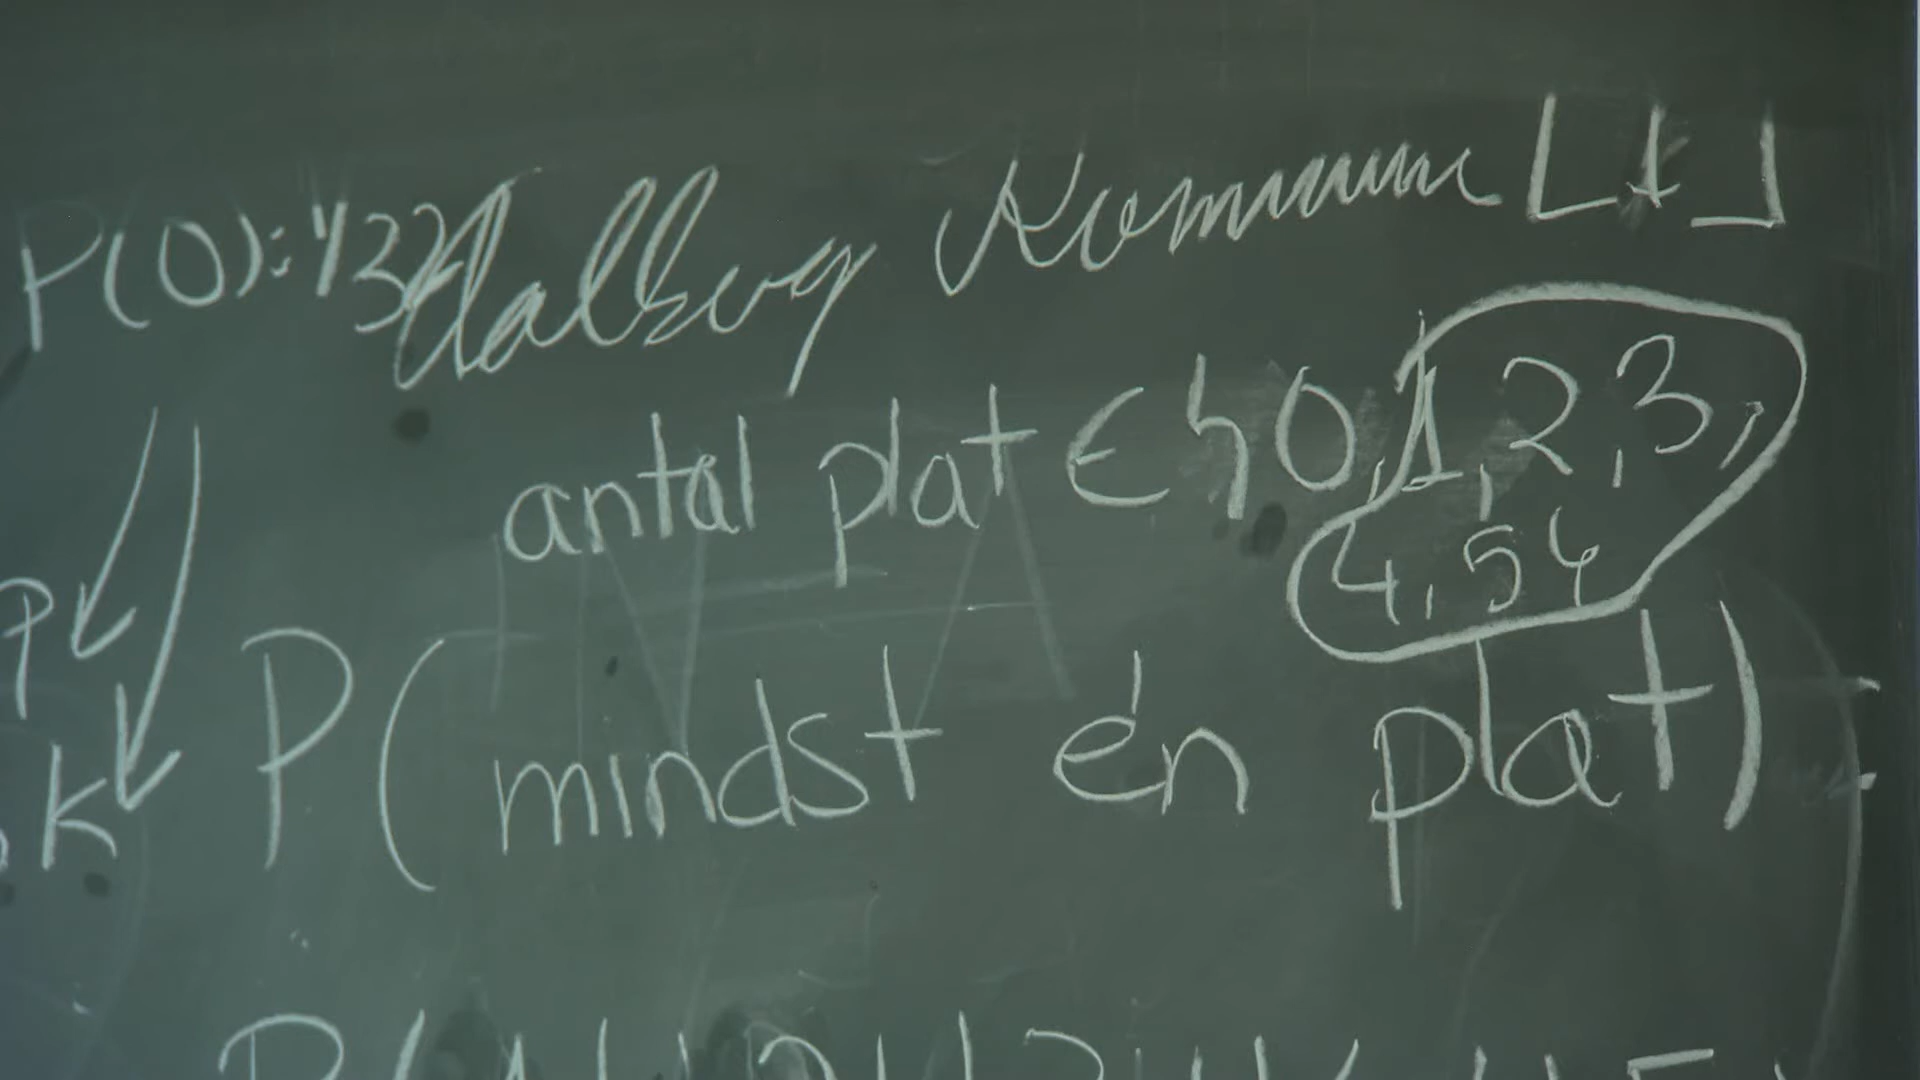 P(0): 1/32
Aalborg Kommune [+]
antal plat ∈ {0, 1, 2, 3,
4, 5}
P
K
P(mindst én plat) =